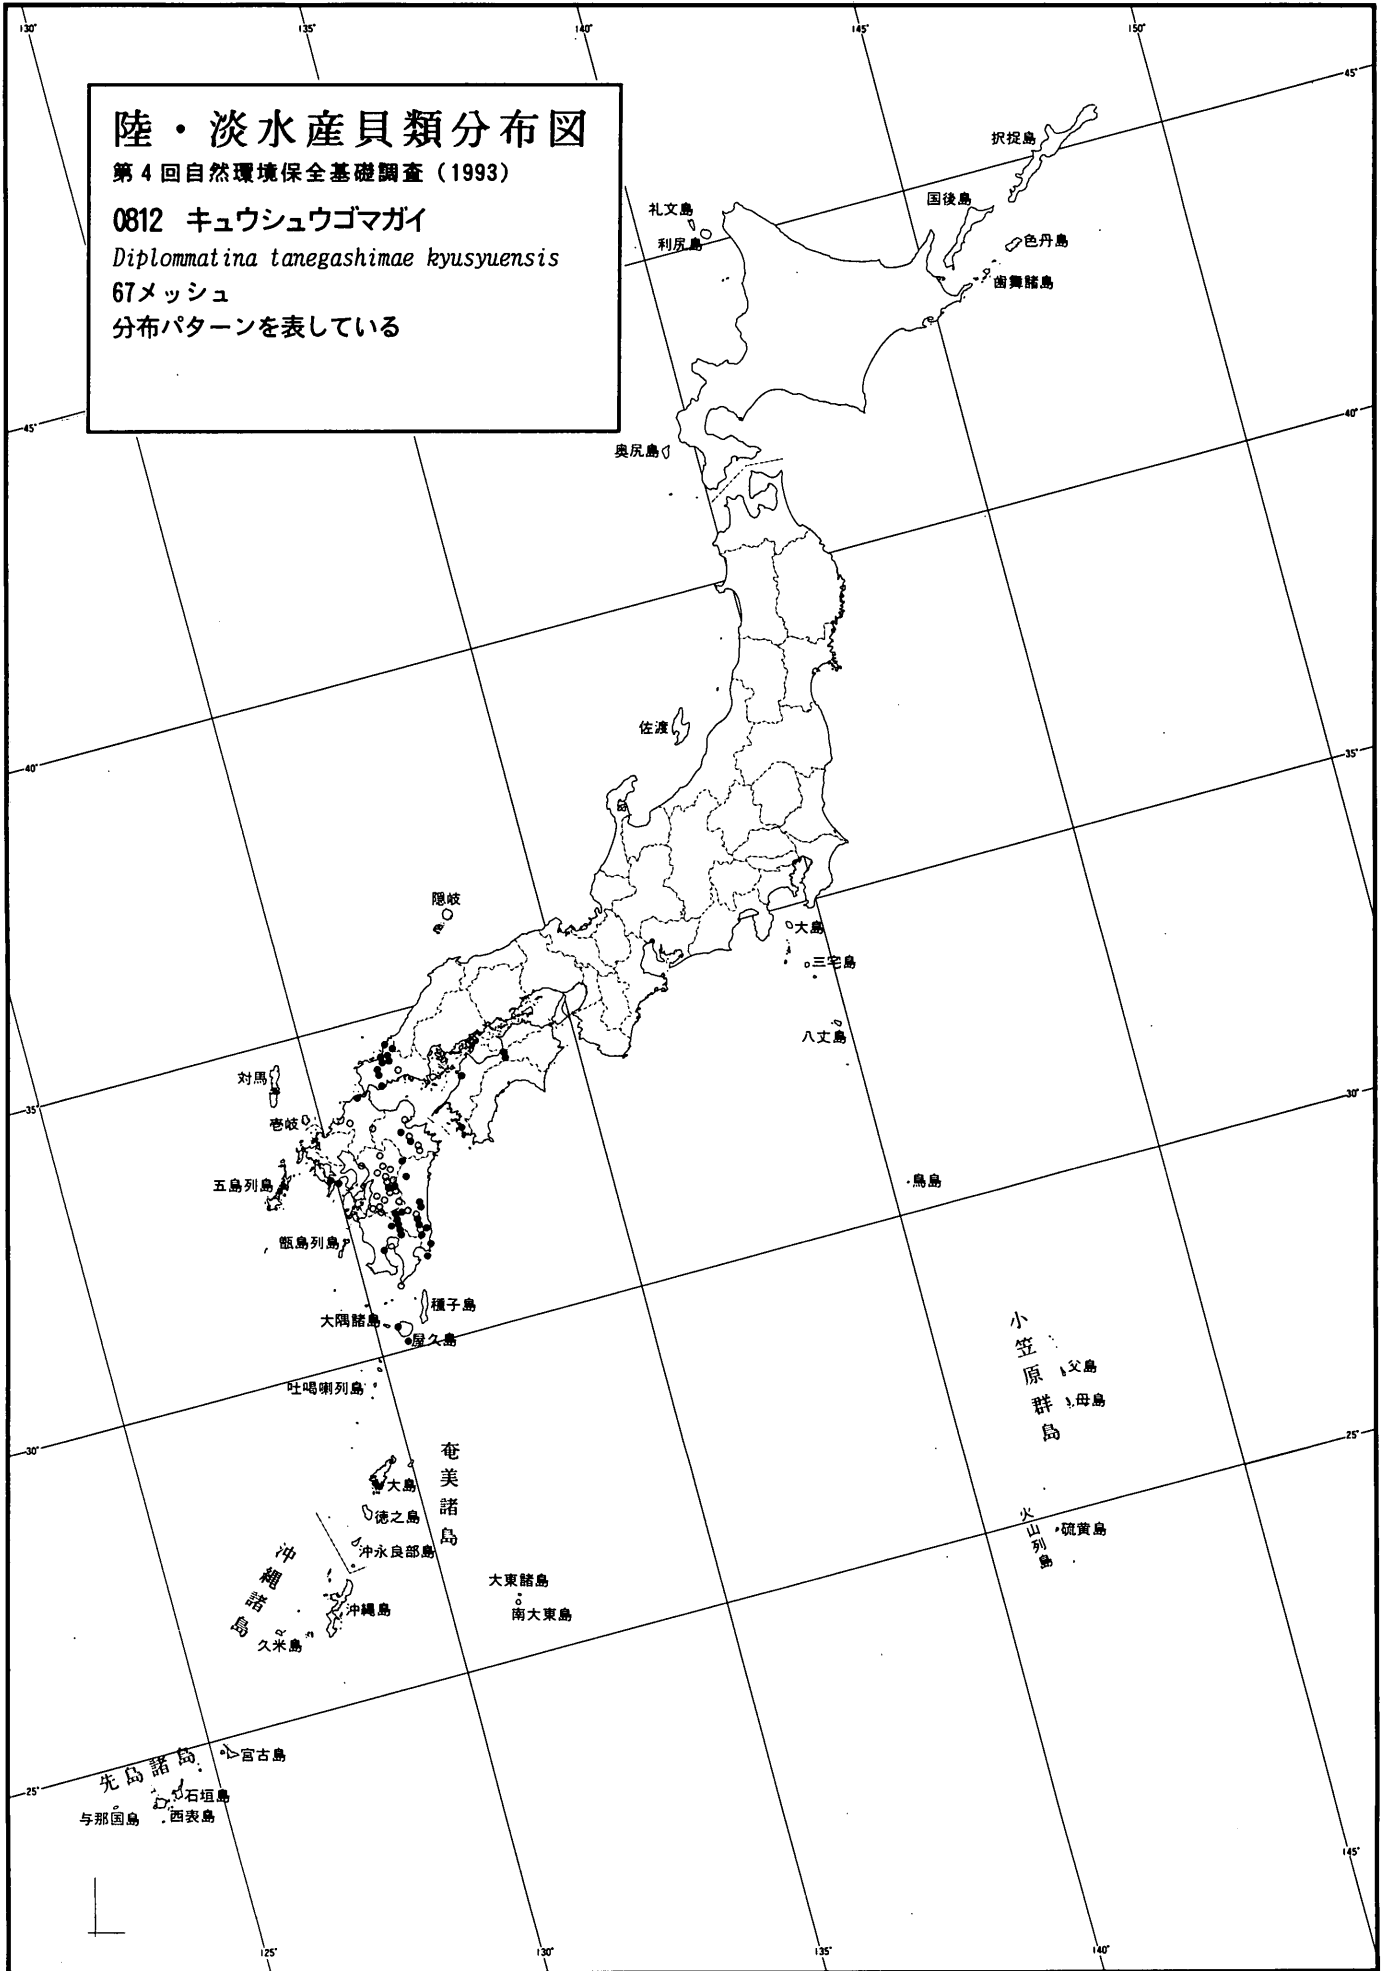 130°
135°
140°
145°
150°
陸・淡水産貝類分布図
第4回自然環境保全基礎調査（1993）
0812 キュウシュウゴマガイ
Diplommatina tanegashimae kyusyuensis
67メッシュ
分布パターンを表している
45°
択捉島
国後島
礼文島
利尻島
色丹島
歯舞諸島
45°
40°
奥尻島
佐渡
40°
35°
隠岐
大島
三宅島
八丈島
対馬
35°
壱岐
30°
五島列島
鳥島
甑島列島
種子島
大隅諸島
屋久島
小笠原群島
父島
吐噶喇列島
母島
30°
25°
奄美諸島
大島
徳之島
火山列島
硫黄島
沖永良部島
沖縄諸島
大東諸島
沖縄島
南大東島
久米島
先島諸島
宮古島
25°
石垣島
与那国島
西表島
145°
125°
130°
135°
140°